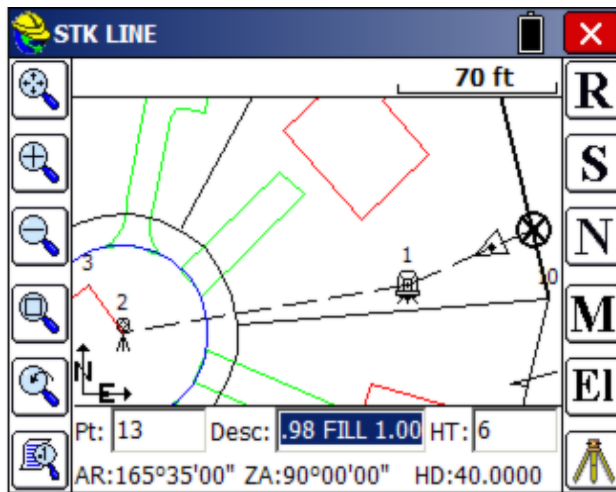 STK LINE
70 ft
R
S
N
M
El
1
3
2
10
N
E
Pt: 13 Desc: .98 FILL 1.00 HT: 6
AR:165°35'00" ZA:90°00'00" HD:40.0000